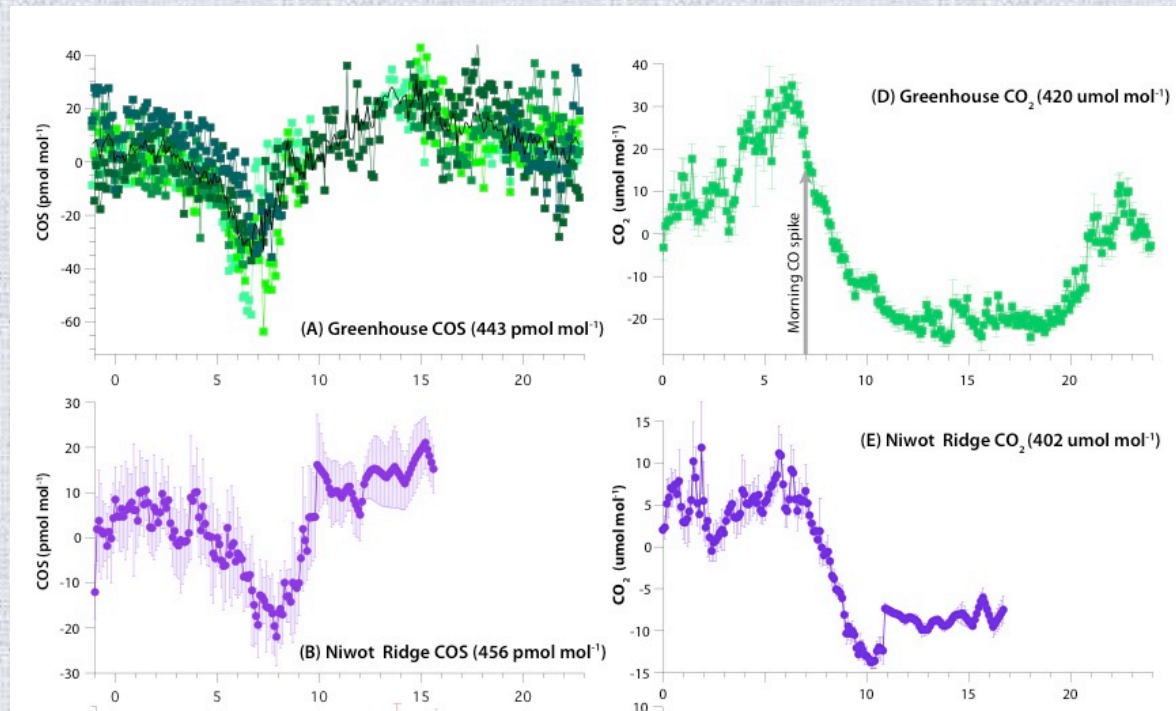 40
20
0
-20
-40
-60
COS (pmol mol⁻¹)
(A) Greenhouse COS (443 pmol mol⁻¹)
0 5 10 15 20
40
30
20
10
0
-10
-20
CO₂ (umol mol⁻¹)
(D) Greenhouse CO₂ (420 umol mol⁻¹)
Morning CO spike
0 5 10 15 20
30
20
10
0
-10
-20
-30
COS (pmol mol⁻¹)
(B) Niwot Ridge COS (456 pmol mol⁻¹)
0 5 10 15 20
15
10
5
0
-5
-10
-15
CO₂ (umol mol⁻¹)
(E) Niwot Ridge CO₂ (402 umol mol⁻¹)
0 5 10 15 20
10